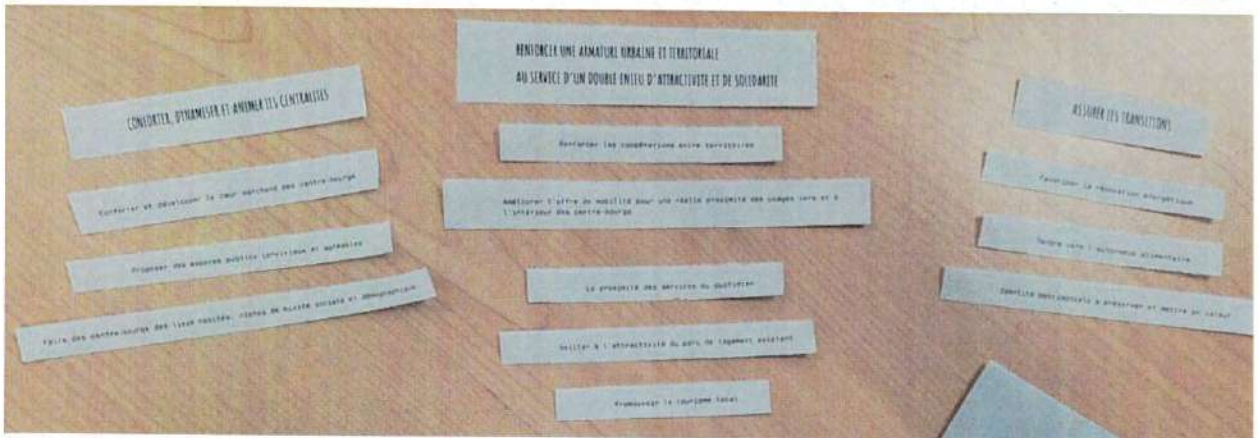 CONFORTER, DYNAMISER ET ANIMER LES CENTRALITÉS
Conforter et développer le cœur marchand des centre-bourgs
Proposer des espaces publics conviviaux et agréables
Faire des centre-bourgs des lieux habités, riches de mixité sociale et démographique
RENFORCER UNE ARMATURE URBAINE ET TERRITORIALE
AU SERVICE D'UN DOUBLE ENJEU D'ATTRACTIVITÉ ET DE SOLIDARITÉ
Renforcer les coopérations entre territoires
Améliorer l'offre de mobilité pour une réelle proximité des usages vers et à
l'intérieur des centre-bourgs
La proximité des services du quotidien
Veiller à l'attractivité du parc de logement existant
Promouvoir le tourisme local
ASSURER LES TRANSITIONS
Favoriser la rénovation énergétique
Tendre vers l'autonomie alimentaire
Identité patrimoniale à préserver et mettre en valeur